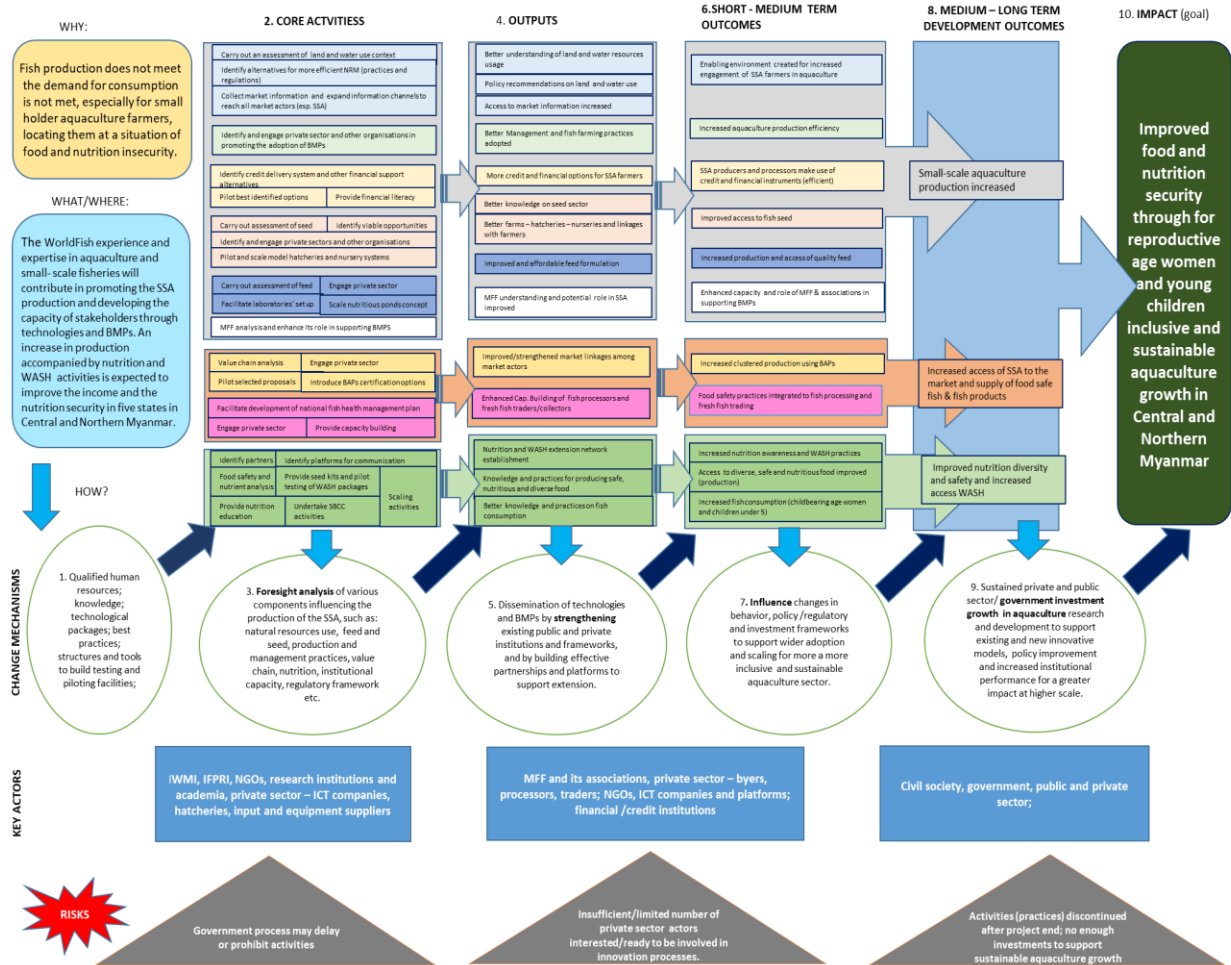 WHY:
Fish production does not meet
the demand for consumption
is not met, especially for small
holder aquaculture farmers,
locating them at a situation of
food and nutrition insecurity.
WHAT/WHERE:
The WorldFish experience and
expertise in aquaculture and
small- scale fisheries will
contribute in promoting the SSA
production and developing the
capacity of stakeholders through
technologies and BMPs. An
increase in production
accompanied by nutrition and
WASH activities is expected to
improve the income and the
nutrition security in five states in
Central and Northern Myanmar.
HOW?
2. CORE ACTVITIESS
Carry out an assessment of land and water use context
Identify alternatives for more efficient NRM (practices and
regulations)
Collect market information and expand information channels to
reach all market actors (esp. SSA)
Identify and engage private sector and other organisations in
promoting the adoption of BMPs
Identify credit delivery system and other financial support
alternatives
Pilot best identified options
Provide financial literacy
Carry out assessment of seed
Identify viable opportunities
Identify and engage private sectors and other organisations
Pilot and scale model hatcheries and nursery systems
Carry out assessment of feed
Engage private sector
Facilitate laboratories' set up
Scale nutritious ponds concept
MFF analysis and enhance its role in supporting BMPS
Value chain analysis
Engage private sector
Pilot selected proposals
Introduce BAPs certification options
Facilitate development of national fish health management plan
Engage private sector
Provide capacity building
Identify partners
Identify platforms for communication
Food safety and
nutrient analysis
Provide seed kits and pilot
testing of WASH packages
Scaling
activities
Provide nutrition
education
Undertake SBCC
activities
4. OUTPUTS
Better understanding of land and water resources
usage
Policy recommendations on land and water use
Access to market information increased
Better Management and fish farming practices
adopted
More credit and financial options for SSA farmers
Better knowledge on seed sector
Better farms – hatcheries – nurseries and linkages
with farmers
Improved and affordable feed formulation
MFF understanding and potential role in SSA
improved
Improved/strengthened market linkages among
market actors
Enhanced Cap. Building of fish processors and
fresh fish traders/collectors
Nutrition and WASH extension network
establishment
Knowledge and practices for producing safe,
nutritious and diverse food
Better knowledge and practices on fish
consumption
6.SHORT - MEDIUM TERM
OUTCOMES
Enabling environment created for increased
engagement of SSA farmers in aquaculture
Increased aquaculture production efficiency
SSA producers and processors make use of
credit and financial instruments (efficient)
Improved access to fish seed
Increased production and access of quality feed
Enhanced capacity and role of MFF & associations in
supporting BMPs
Increased clustered production using BAPs
Food safety practices integrated to fish processing and
fresh fish trading
Increased nutrition awareness and WASH practices
Access to diverse, safe and nutritious food improved
(production)
Increased fishconsumption (childbearing age women
and children under 5)
8. MEDIUM – LONG TERM
DEVELOPMENT OUTCOMES
Small-scale aquaculture
production increased
Increased access of SSA to the
market and supply of food safe
fish & fish products
Improved nutrition diversity
and safety and increased
access WASH
10. IMPACT (goal)
Improved
food and
nutrition
security
through for
reproductive
age women
and young
children
inclusive and
sustainable
aquaculture
growth in
Central and
Northern
Myanmar
CHANGE MECHANISMS
1. Qualified human
resources;
knowledge;
technological
packages; best
practices;
structures and tools
to build testing and
piloting facilities;
3. Foresight analysis of various
components influencing the
production of the SSA, such as:
natural resources use, feed and
seed, production and
management practices, value
chain, nutrition, institutional
capacity, regulatory framework
etc.
5. Dissemination of technologies
and BMPs by strengthening
existing public and private
institutions and frameworks,
and by building effective
partnerships and platforms to
support extension.
7. Influence changes in
behavior, policy /regulatory
and investment frameworks
to support wider adoption
and scaling for more a more
inclusive and sustainable
aquaculture sector.
9. Sustained private and public
sector/ government investment
growth in aquaculture research
and development to support
existing and new innovative
models, policy improvement
and increased institutional
performance for a greater
impact at higher scale.
KEY ACTORS
IWMI, IFPRI, NGOs, research institutions and
academia, private sector – ICT companies,
hatcheries, input and equipment suppliers
MFF and its associations, private sector – byers,
processors, traders; NGOs, ICT companies and platforms;
financial /credit institutions
Civil society, government, public and private
sector;
RISKS
Government process may delay
or prohibit activities
Insufficient/limited number of
private sector actors
interested/ready to be involved in
innovation processes.
Activities (practices) discontinued
after project end; no enough
investments to support
sustainable aquaculture growth